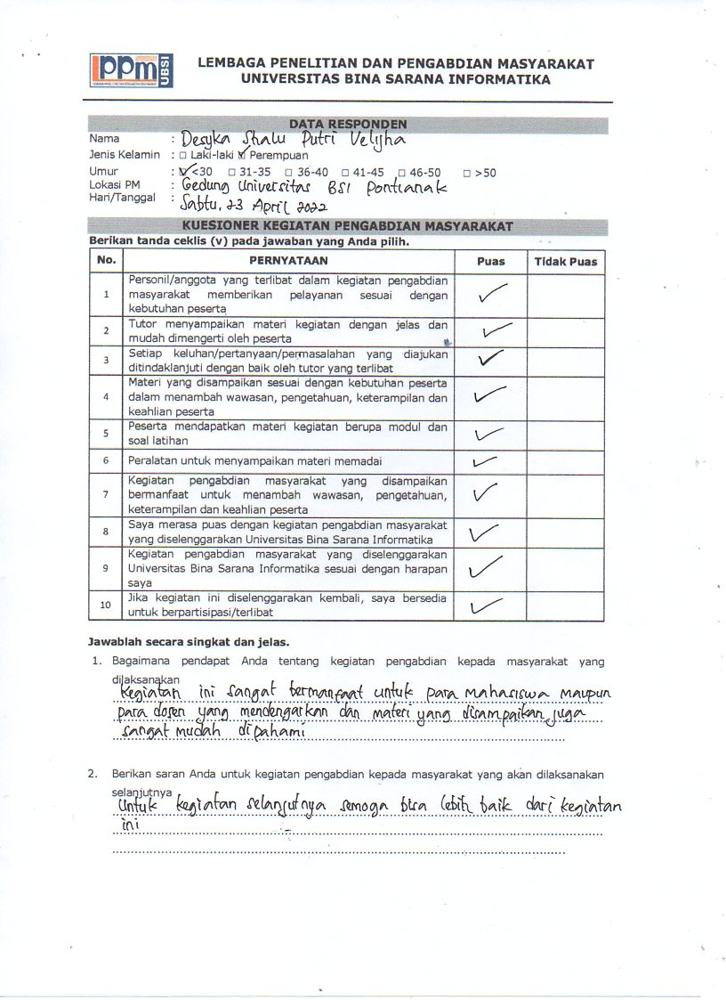 lppm UBSI
LEMBAGA PENELITIAN DAN PENGABDIAN MASYARAKAT
UNIVERSITAS BINA SARANA INFORMATIKA
DATA RESPONDEN
Nama : Desyka Shalu Putri Velijha
Jenis Kelamin : □ Laki-laki ☑ Perempuan
Umur : ☑ <30 □ 31-35 □ 36-40 □ 41-45 □ 46-50 □ >50
Lokasi PM : Gedung Universitas BSI Pontianak
Hari/Tanggal : Sabtu, 23 April 2022
KUESIONER KEGIATAN PENGABDIAN MASYARAKAT
Berikan tanda ceklis (v) pada jawaban yang Anda pilih.
No. PERNYATAAN Puas Tidak Puas
1 Personil/anggota yang terlibat dalam kegiatan pengabdian
masyarakat memberikan pelayanan sesuai dengan
kebutuhan peserta ✓
2 Tutor menyampaikan materi kegiatan dengan jelas dan
mudah dimengerti oleh peserta ✓
3 Setiap keluhan/pertanyaan/permasalahan yang diajukan
ditindaklanjuti dengan baik oleh tutor yang terlibat ✓
4 Materi yang disampaikan sesuai dengan kebutuhan peserta
dalam menambah wawasan, pengetahuan, keterampilan dan
keahlian peserta ✓
5 Peserta mendapatkan materi kegiatan berupa modul dan
soal latihan ✓
6 Peralatan untuk menyampaikan materi memadai ✓
7 Kegiatan pengabdian masyarakat yang disampaikan
bermanfaat untuk menambah wawasan, pengetahuan,
keterampilan dan keahlian peserta ✓
8 Saya merasa puas dengan kegiatan pengabdian masyarakat
yang diselenggarakan Universitas Bina Sarana Informatika ✓
9 Kegiatan pengabdian masyarakat yang diselenggarakan
Universitas Bina Sarana Informatika sesuai dengan harapan
saya ✓
10 Jika kegiatan ini diselenggarakan kembali, saya bersedia
untuk berpartisipasi/terlibat ✓
Jawablah secara singkat dan jelas.
1. Bagaimana pendapat Anda tentang kegiatan pengabdian kepada masyarakat yang
dilaksanakan
Kegiatan ini sangat bermanfaat untuk para mahasiswa maupun
para dosen yang mendengarkan dan materi yang disampaikan juga
sangat mudah dipahami
2. Berikan saran Anda untuk kegiatan pengabdian kepada masyarakat yang akan dilaksanakan
selanjutnya
Untuk kegiatan selanjutnya semoga bisa lebih baik dari kegiatan
ini